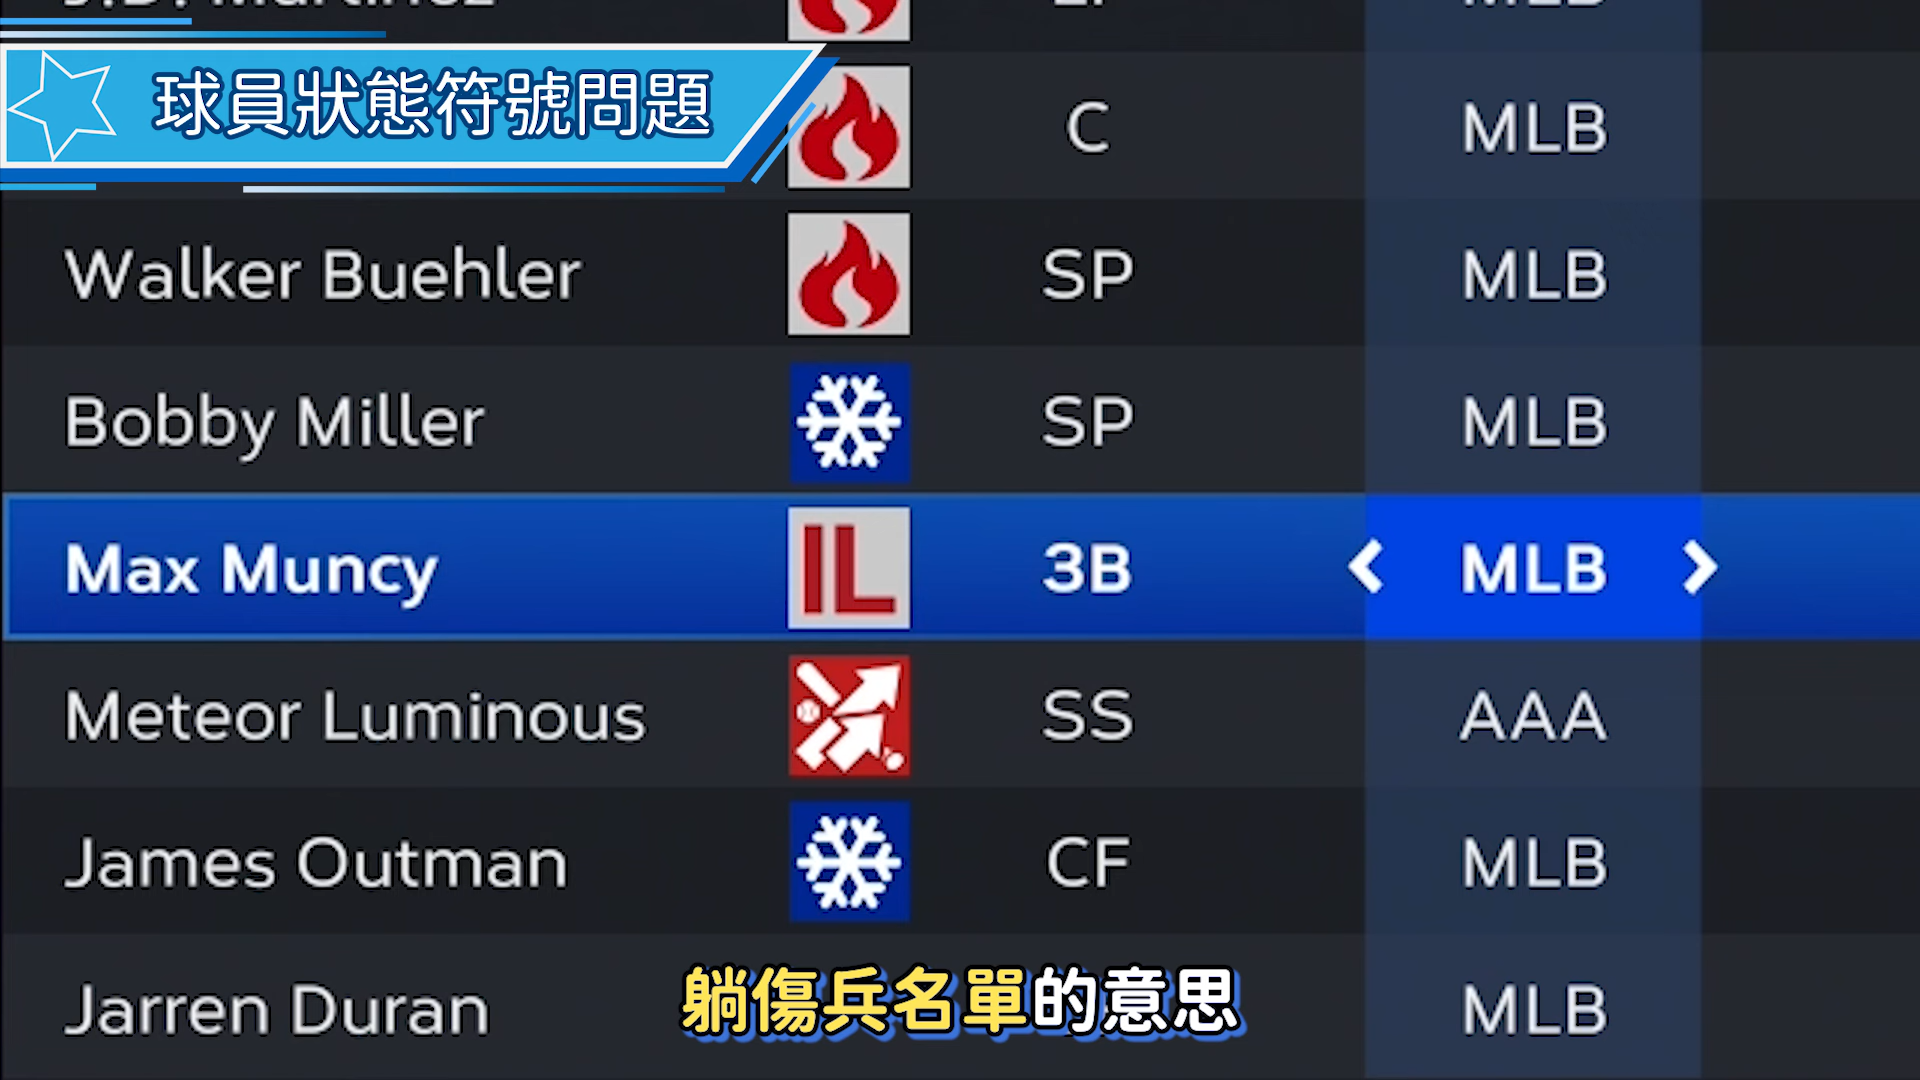 球員狀態符號問題
C MLB
Walker Buehler SP MLB
Bobby Miller SP MLB
Max Muncy IL 3B MLB
Meteor Luminous SS AAA
James Outman CF MLB
Jarren Duran MLB
躺傷兵名單的意思